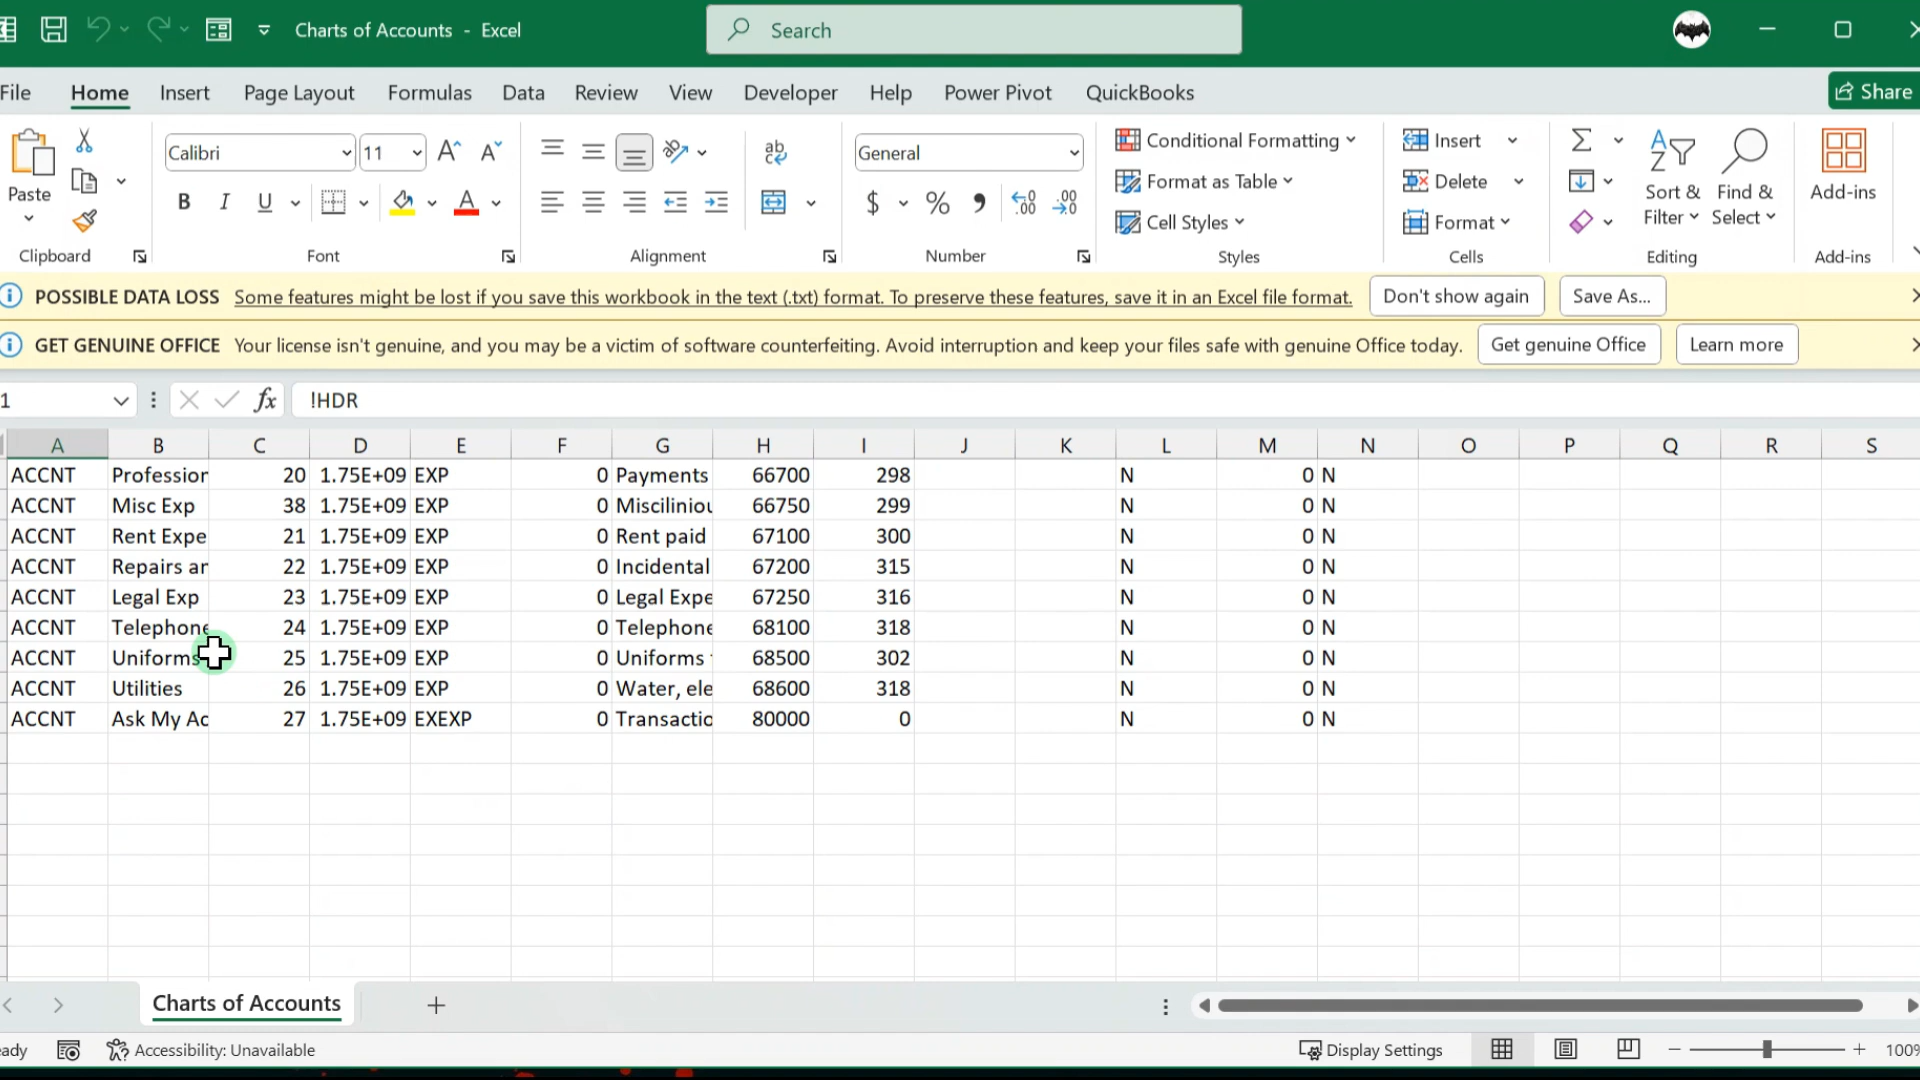 Charts of Accounts - Excel
Search
File Home Insert Page Layout Formulas Data Review View Developer Help Power Pivot QuickBooks Share
Calibri 11 General Conditional Formatting Insert
Paste Format as Table Delete Sort & Filter Find & Select Add-ins
B I U $ % Cell Styles Format
Clipboard Font Alignment Number Styles Cells Editing Add-ins
POSSIBLE DATA LOSS Some features might be lost if you save this workbook in the text (.txt) format. To preserve these features, save it in an Excel file format. Don't show again Save As...
GET GENUINE OFFICE Your license isn't genuine, and you may be a victim of software counterfeiting. Avoid interruption and keep your files safe with genuine Office today. Get genuine Office Learn more
1 fx !HDR
A B C D E F G H I J K L M N O P Q R S
ACCNT Profession 20 1.75E+09 EXP 0 Payments 66700 298 N 0 N
ACCNT Misc Exp 38 1.75E+09 EXP 0 Misciliniou 66750 299 N 0 N
ACCNT Rent Expe 21 1.75E+09 EXP 0 Rent paid 67100 300 N 0 N
ACCNT Repairs an 22 1.75E+09 EXP 0 Incidental 67200 315 N 0 N
ACCNT Legal Exp 23 1.75E+09 EXP 0 Legal Expe 67250 316 N 0 N
ACCNT Telephone 24 1.75E+09 EXP 0 Telephone 68100 318 N 0 N
ACCNT Uniforms 25 1.75E+09 EXP 0 Uniforms 68500 302 N 0 N
ACCNT Utilities 26 1.75E+09 EXP 0 Water, ele 68600 318 N 0 N
ACCNT Ask My Ac 27 1.75E+09 EXEXP 0 Transactio 80000 0 N 0 N
Charts of Accounts
eady Accessibility: Unavailable Display Settings 100%